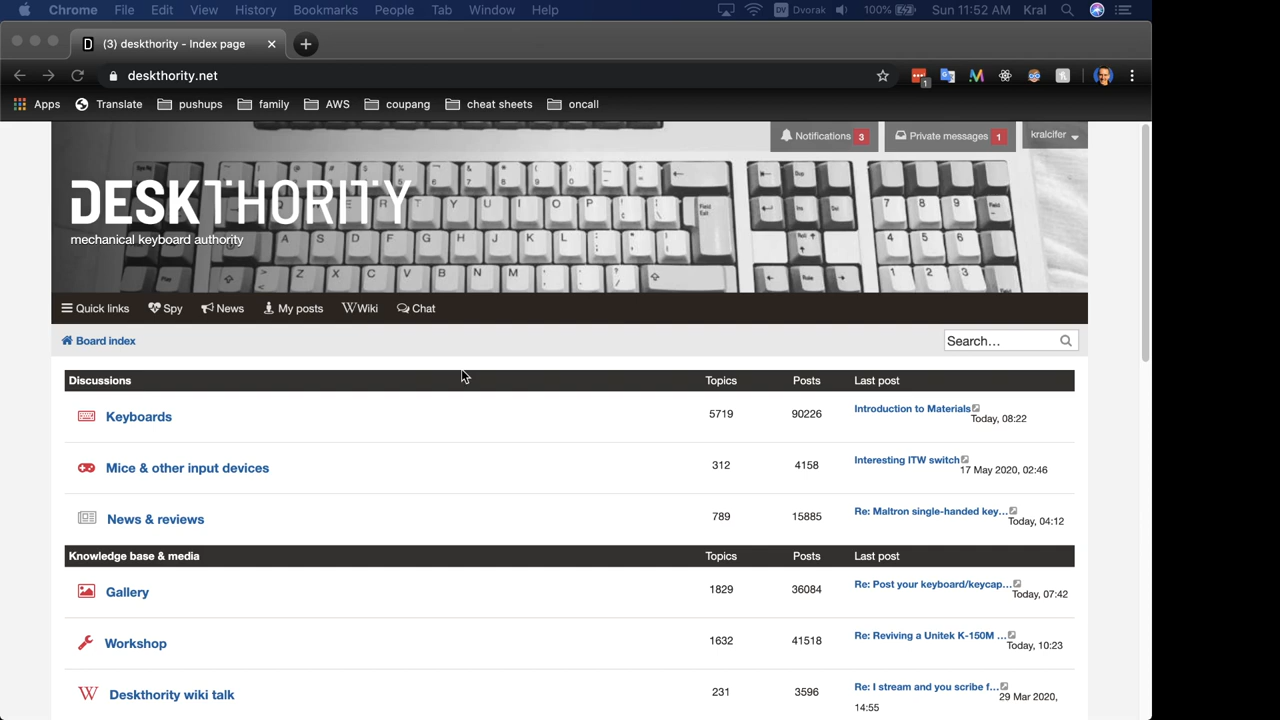 Chrome File Edit View History Bookmarks People Tab Window Help DV Dvorak 100% Sun 11:52 AM Kral
(3) deskthority - Index page
deskthority.net 1
Apps Translate pushups family AWS coupang cheat sheets oncall
Notifications 3 Private messages 1 kralcifer
DESKTHORITY
mechanical keyboard authority
Quick links Spy News My posts Wiki Chat
Board index Search...
Discussions Topics Posts Last post
Keyboards 5719 90226 Introduction to Materials
Today, 08:22
Mice & other input devices 312 4158 Interesting ITW switch
17 May 2020, 02:46
News & reviews 789 15885 Re: Maltron single-handed key...
Today, 04:12
Knowledge base & media Topics Posts Last post
Gallery 1829 36084 Re: Post your keyboard/keycap...
Today, 07:42
Workshop 1632 41518 Re: Reviving a Unitek K-150M ...
Today, 10:23
Deskthority wiki talk 231 3596 Re: I stream and you scribe f...
29 Mar 2020,
14:55